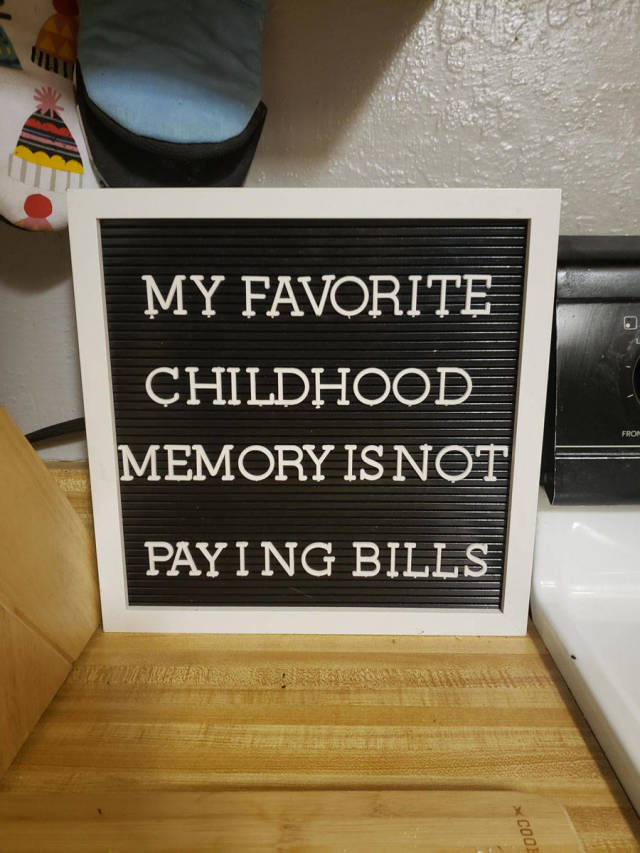 MY FAVORITE
CHILDHOOD
MEMORY IS NOT
PAYING BILLS